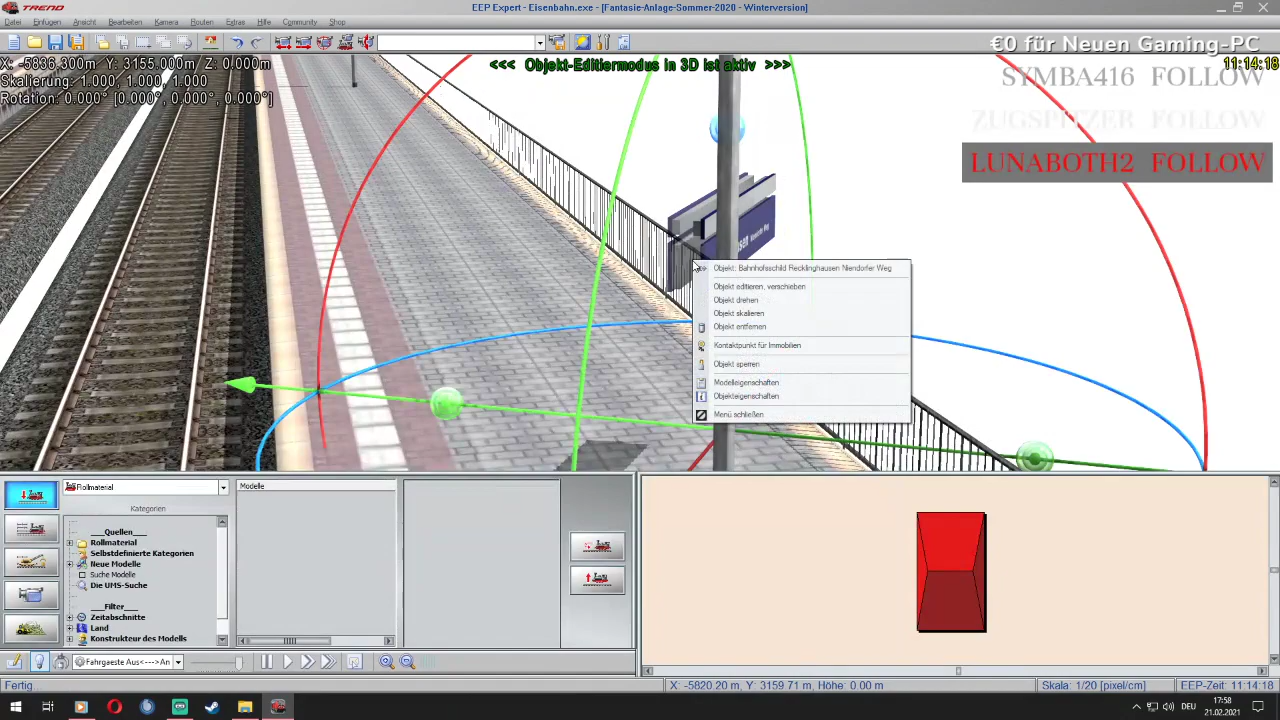 TREND
EEP Expert - Eisenbahn.exe - [Fantasie-Anlage-Sommer-2020 - Winterversion]
Datei Einfügen Ansicht Bearbeiten Kamera Routen Extras Hilfe Community Shop
€0 für Neuen Gaming-PC
X: -5836.300m Y: 3155.000m Z: 0.000m
<<< Objekt-Editiermodus in 3D ist aktiv >>>
11:14:18
Skalierung: 1.000, 1.000, 1.000
SYMBA416 FOLLOW
Rotation: 0.000° [0.000°, 0.000°, 0.000°]
ZUGSPITZER FOLLOW
LUNABOTH2 FOLLOW
Objekt: Bahnhofsschild Recklinghausen Niendorfer Weg
Objekt editieren, verschieben
Objekt drehen
Objekt skalieren
Objekt entfernen
Kontaktpunkt für Immobilien
Objekt sperren
Modelleigenschaften
Objekteigenschaften
Menü schließen
Rollmaterial
Kategorien
Modelle
__Quellen__
Rollmaterial
Selbstdefinierte Kategorien
Neue Modelle
Suche Modelle
Die UMS-Suche
__Filter__
Zeitabschnitte
Land
Konstrukteure des Modells
Fahrgaeste Aus<--->An
Fertig...
X: -5820.20 m, Y: 3159.71 m, Höhe: 0.00 m
Skala: 1/20 [pixel/cm]
EEP-Zeit: 11:14:18
DEU
17:58
21.02.2021